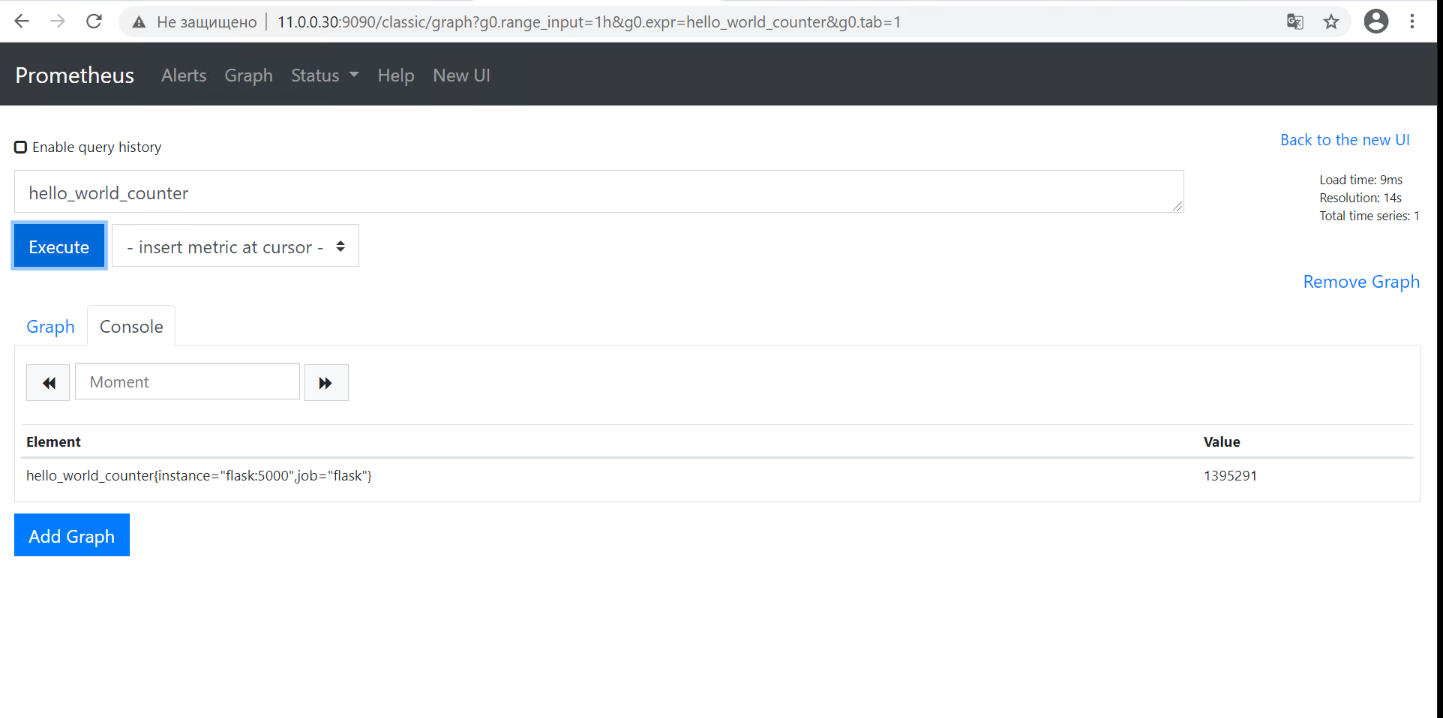 Не защищено | 11.0.0.30:9090/classic/graph?g0.range_input=1h&g0.expr=hello_world_counter&g0.tab=1
Prometheus Alerts Graph Status Help New UI
Enable query history
Back to the new UI
hello_world_counter
Load time: 9ms
Resolution: 14s
Total time series: 1
Execute - insert metric at cursor -
Remove Graph
Graph Console
Moment
Element Value
hello_world_counter{instance="flask:5000",job="flask"} 1395291
Add Graph